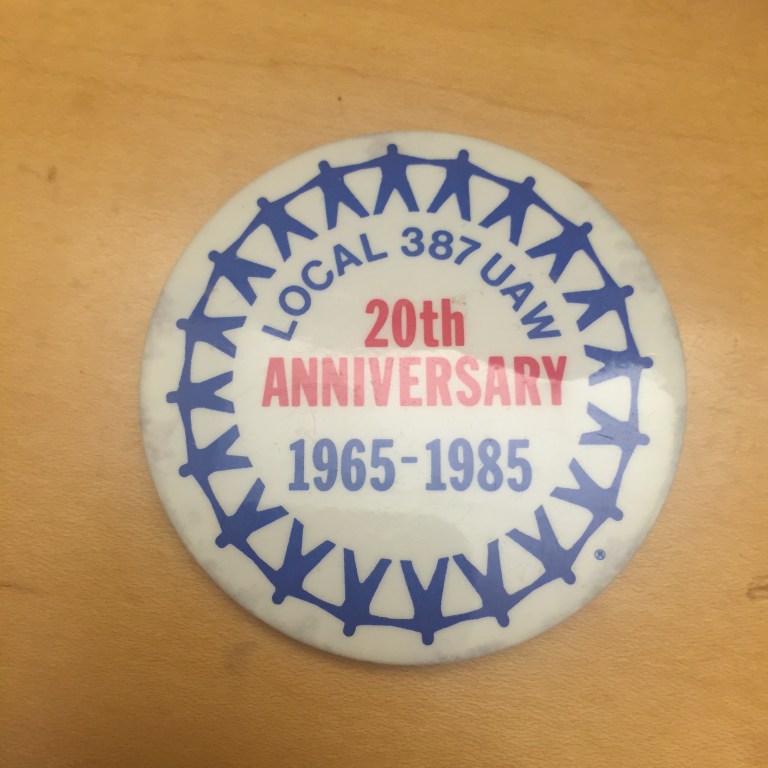 LOCAL 387 UAW
20th
ANNIVERSARY
1965-1985
®